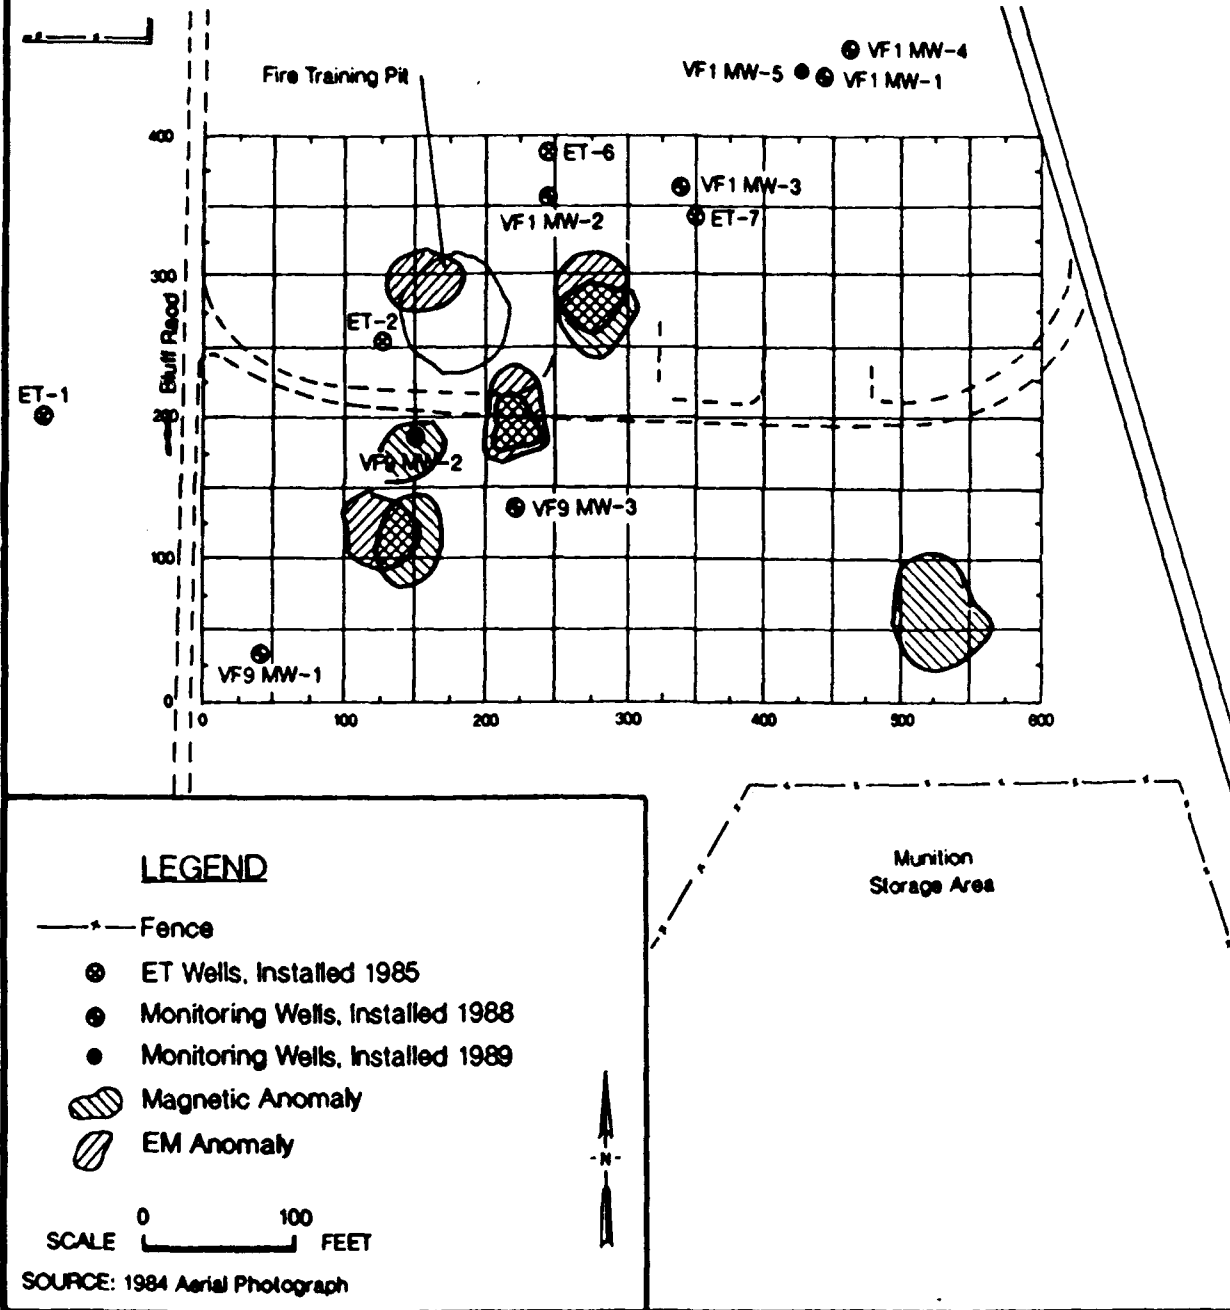 VF1 MW-4
VF1 MW-5
VF1 MW-1
Fire Training Pit
400
ET-6
VF1 MW-3
VF1 MW-2
ET-7
300
ET-2
Bluff Road
ET-1
200
VF9 MW-2
VF9 MW-3
100
VF9 MW-1
0
0 100 200 300 400 500 600
LEGEND
Fence
ET Wells, Installed 1985
Monitoring Wells, Installed 1988
Monitoring Wells, Installed 1989
Magnetic Anomaly
EM Anomaly
-N-
0 100
SCALE FEET
SOURCE: 1984 Aerial Photograph
Munition
Storage Area